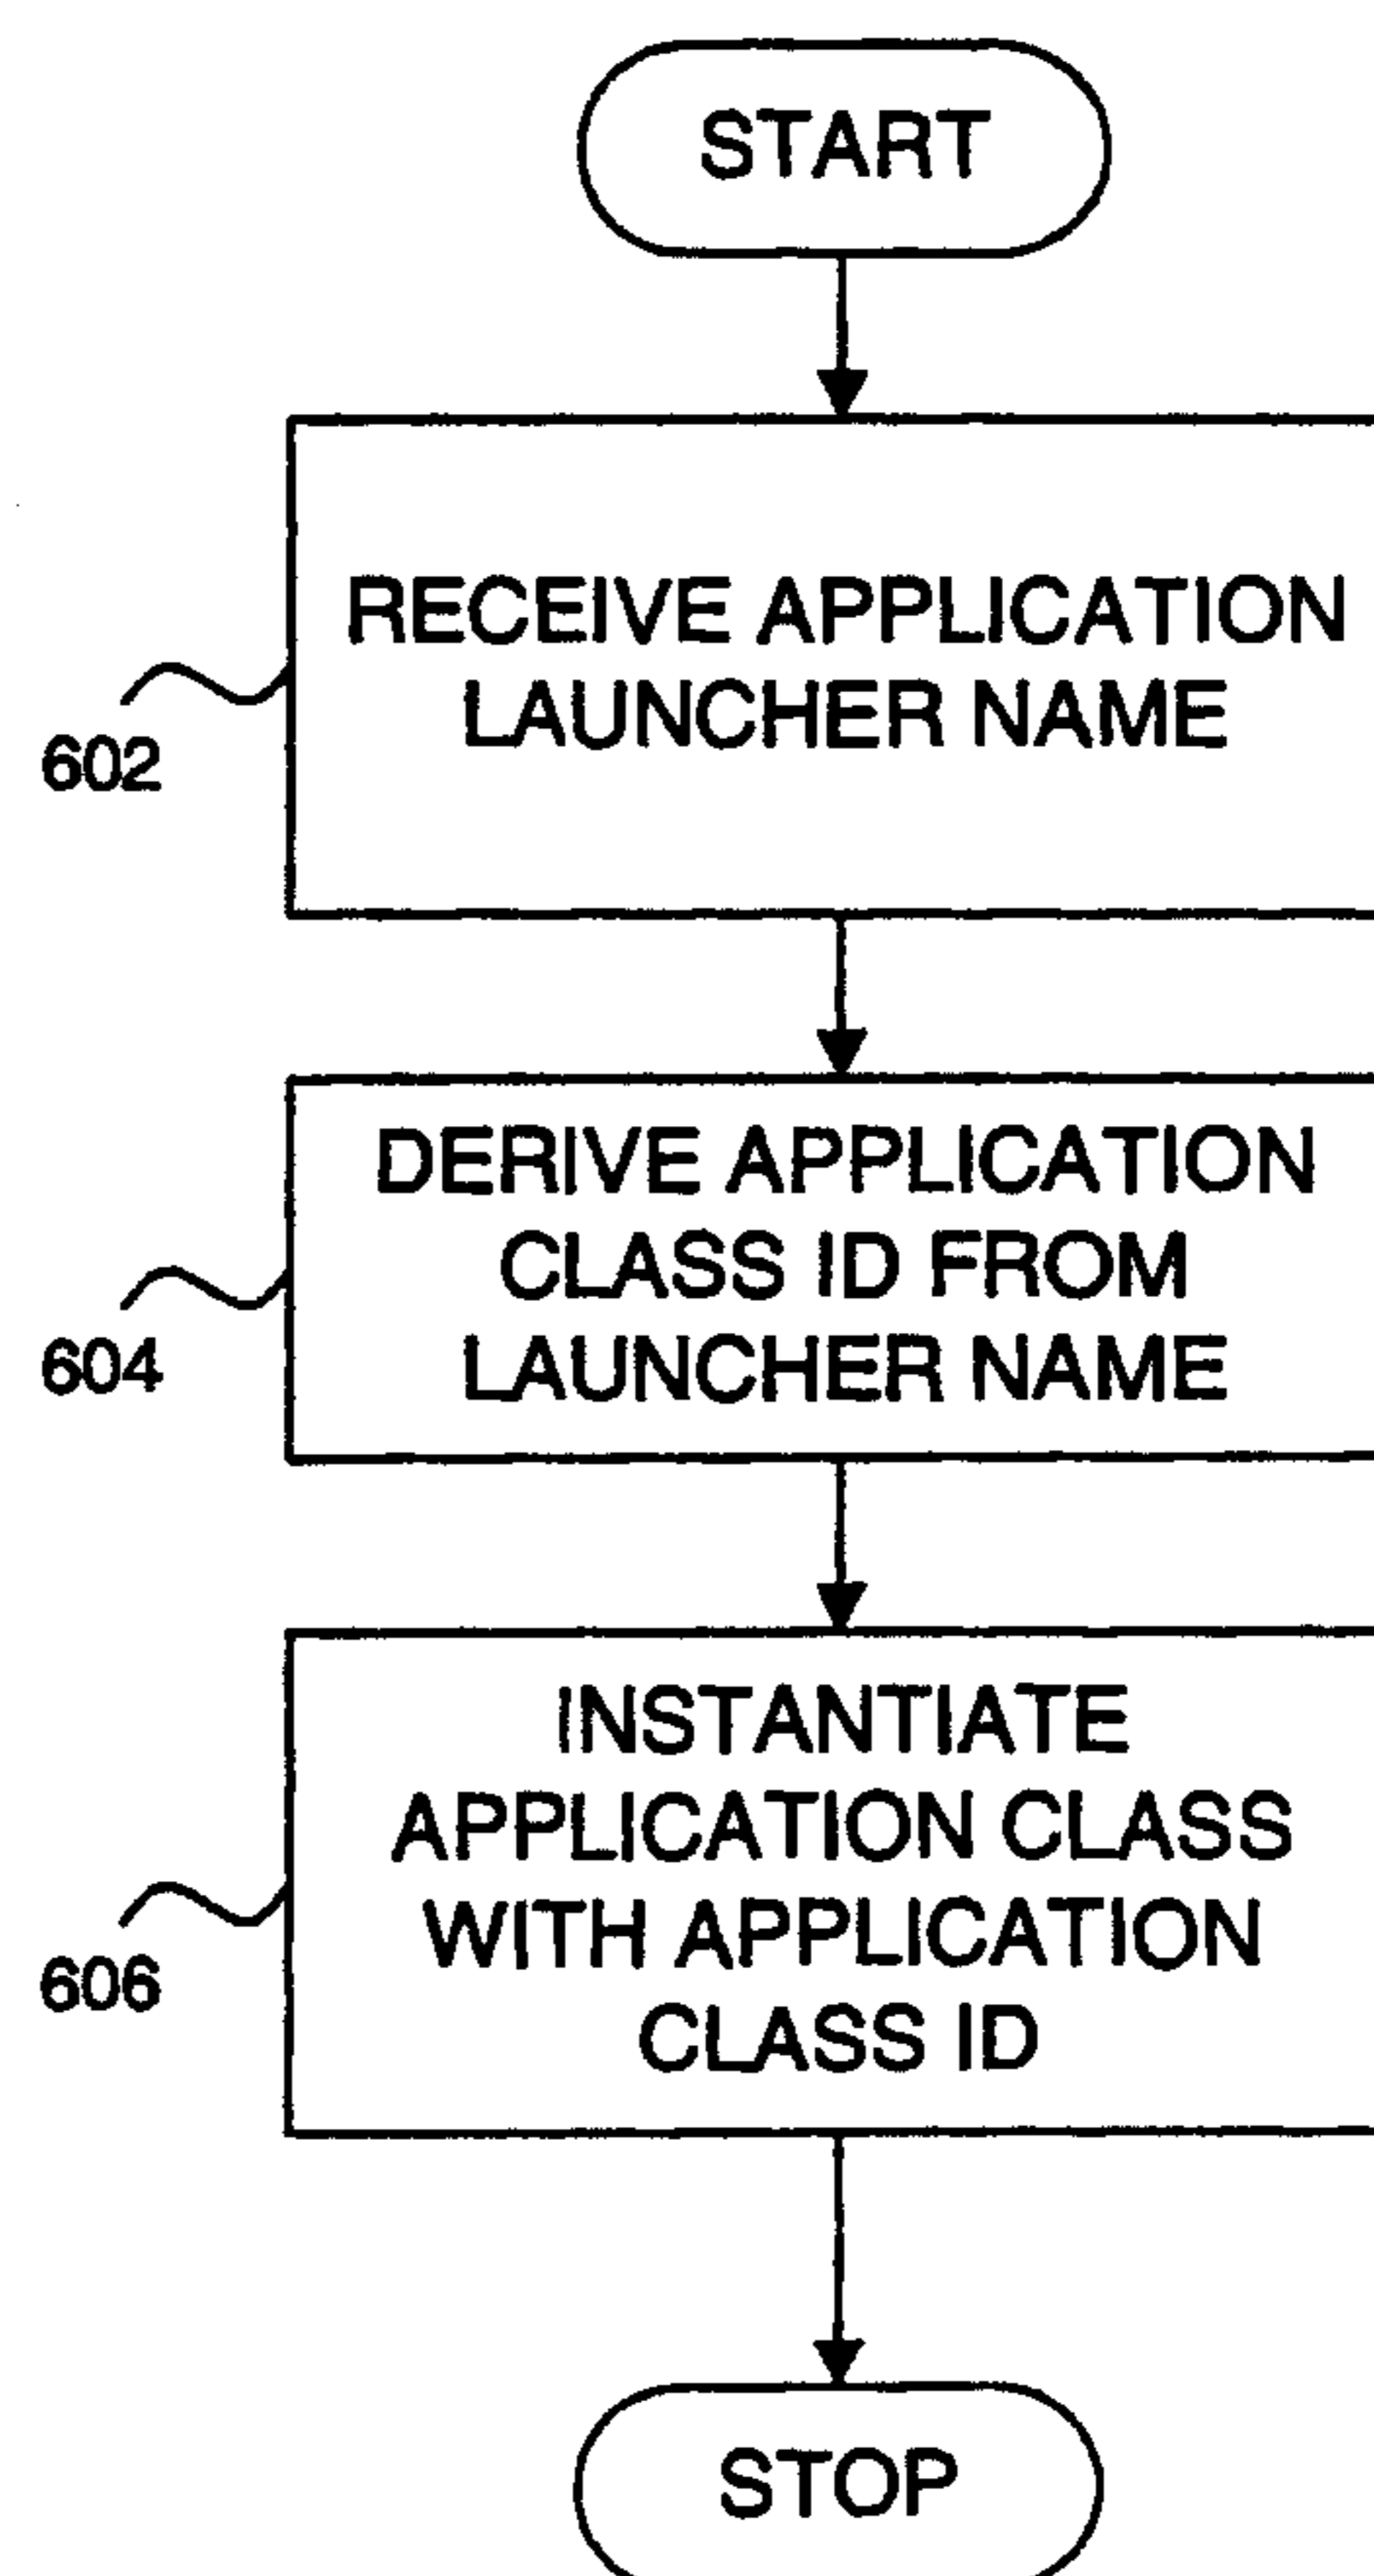 START
RECEIVE APPLICATION
LAUNCHER NAME
602
DERIVE APPLICATION
CLASS ID FROM
LAUNCHER NAME
604
INSTANTIATE
APPLICATION CLASS
WITH APPLICATION
CLASS ID
606
STOP